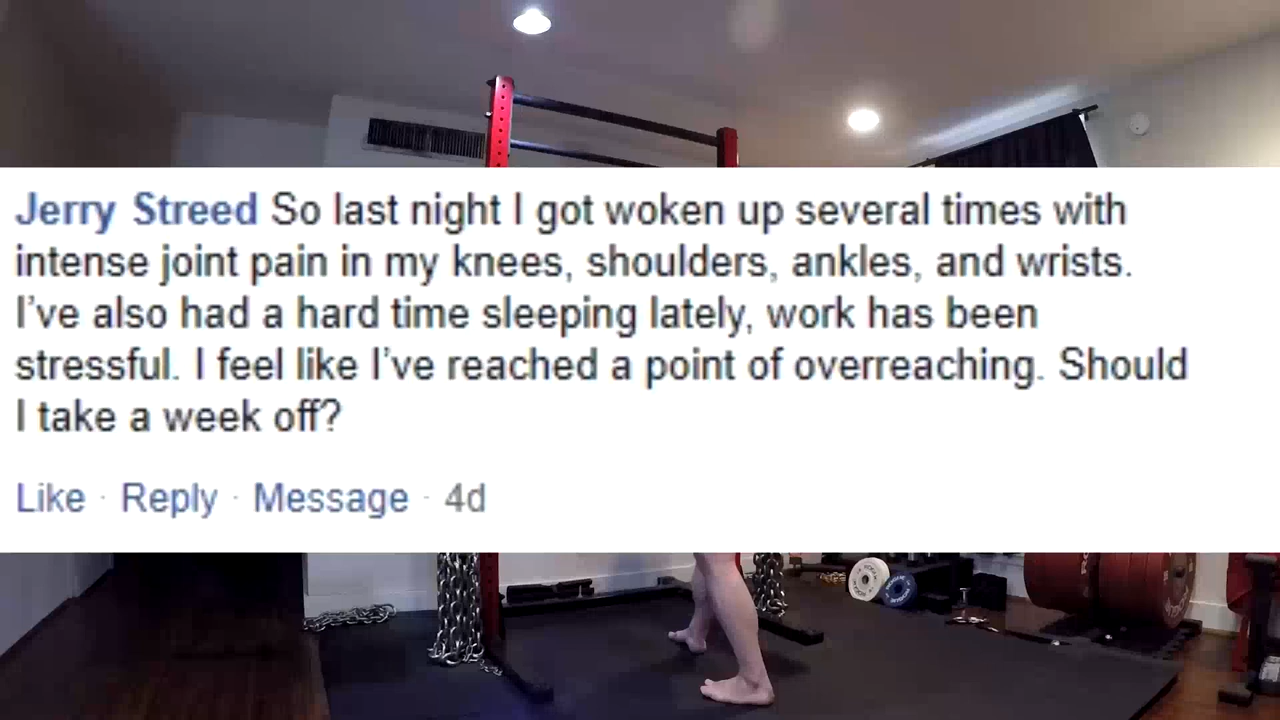 Jerry Streed So last night I got woken up several times with
intense joint pain in my knees, shoulders, ankles, and wrists.
I’ve also had a hard time sleeping lately, work has been
stressful. I feel like I’ve reached a point of overreaching. Should
I take a week off?
Like · Reply · Message · 4d